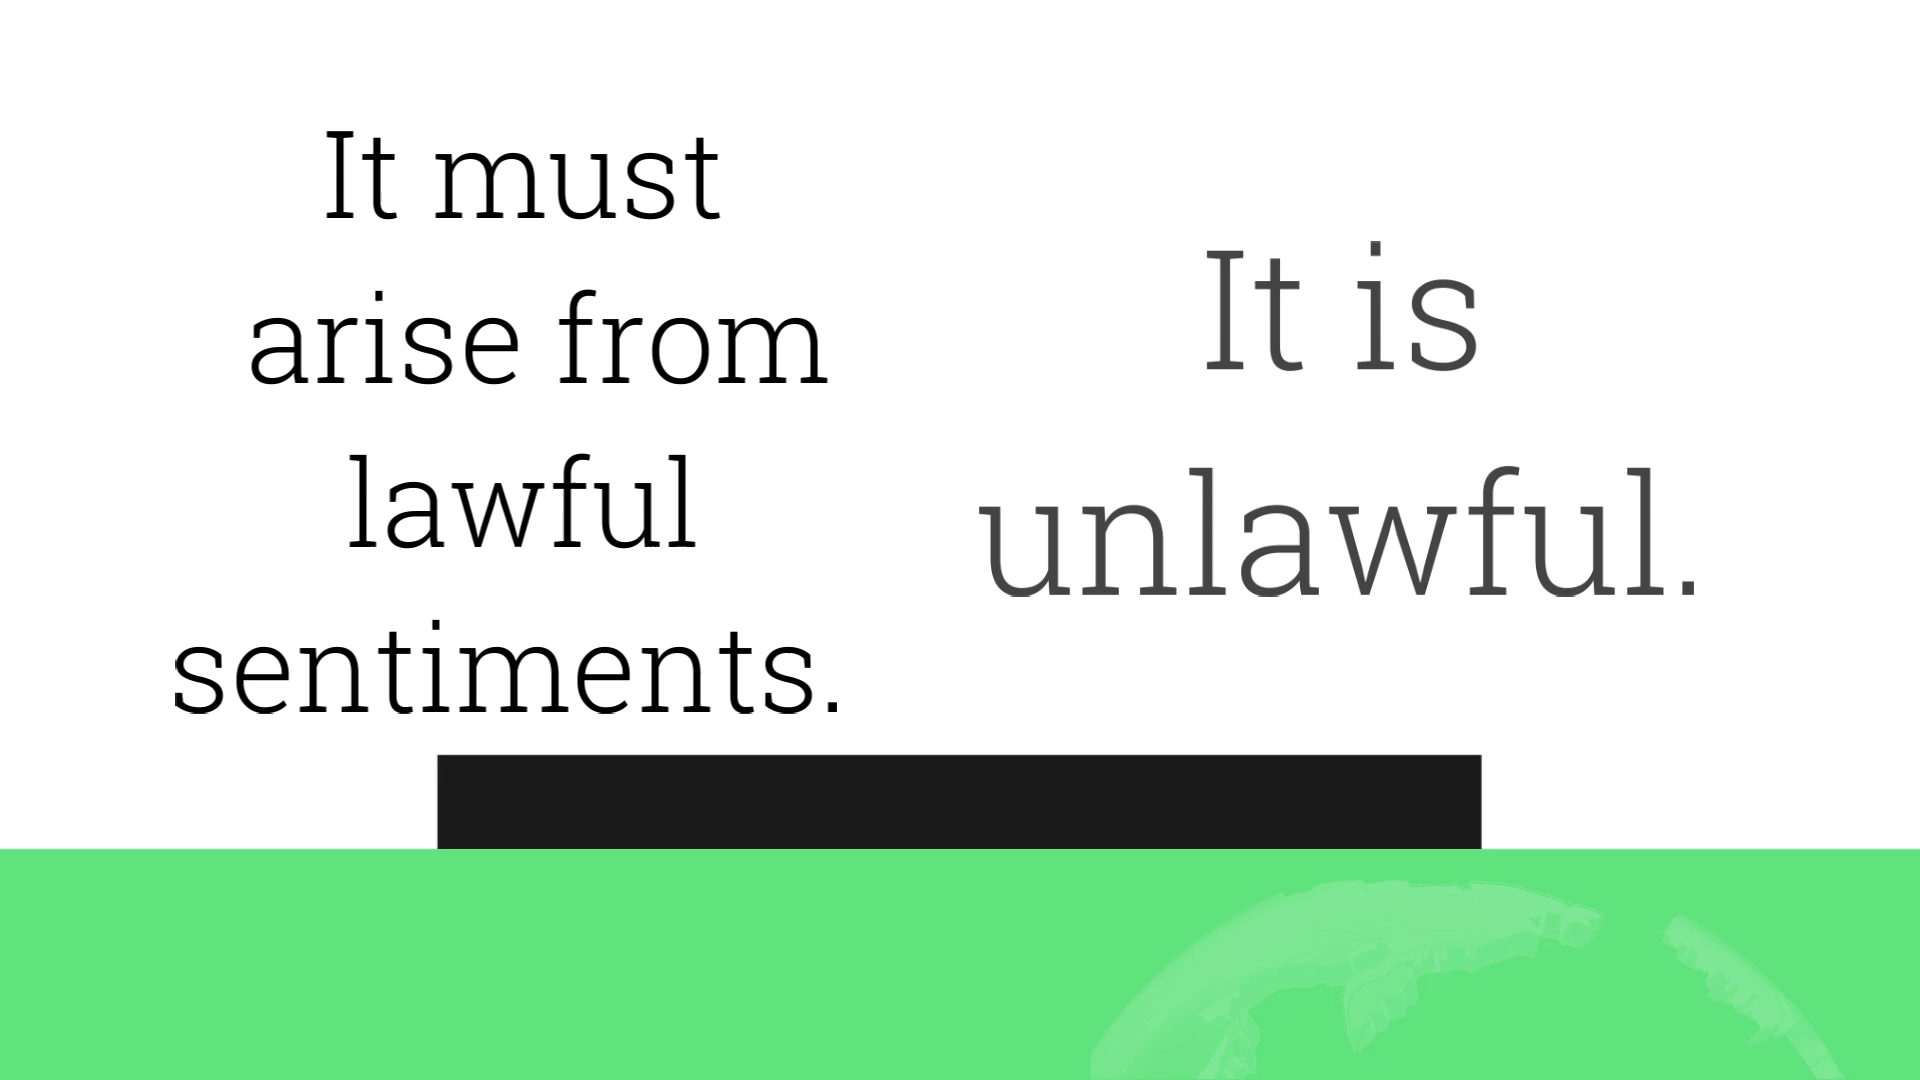 It must
arise from
lawful
sentiments.
It is
unlawful.